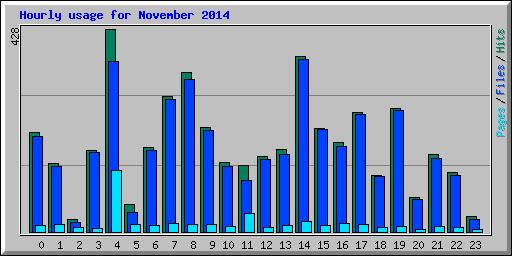 Hourly usage for November 2014
428
Pages/Files/Hits
0 1 2 3 4 5 6 7 8 9 10 11 12 13 14 15 16 17 18 19 20 21 22 23